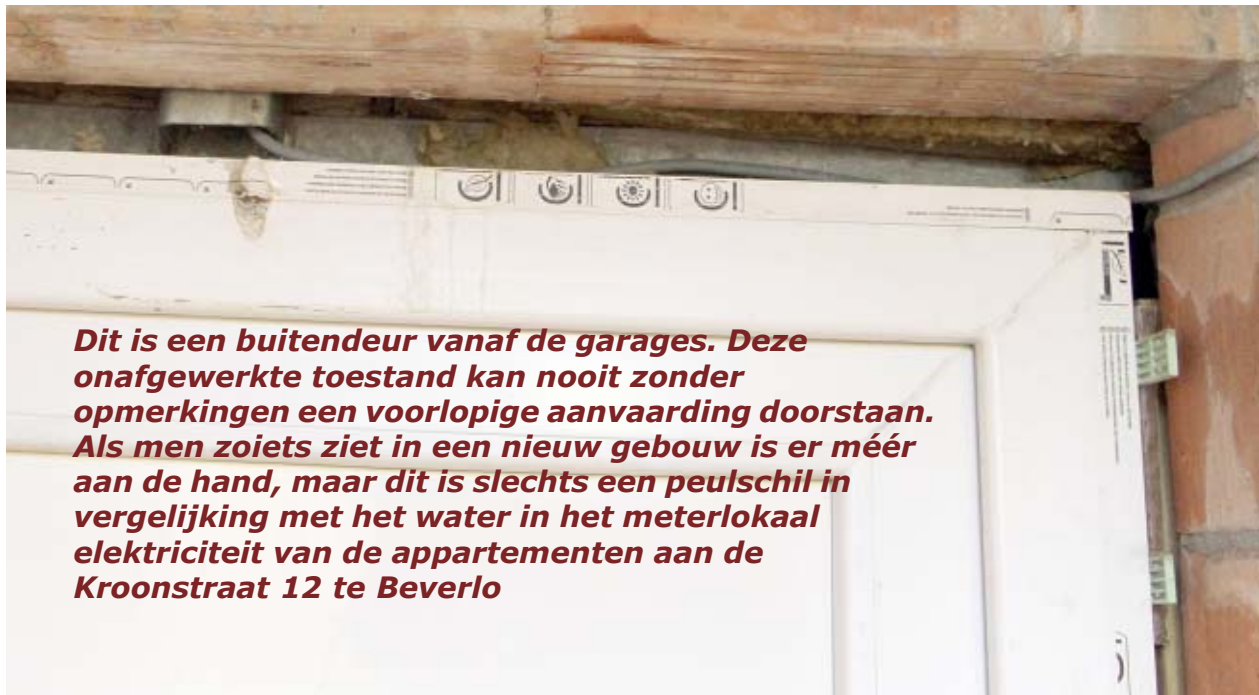 Dit is een buitendeur vanaf de garages. Deze
onafgewerkte toestand kan nooit zonder
opmerkingen een voorlopige aanvaarding doorstaan.
Als men zoiets ziet in een nieuw gebouw is er méér
aan de hand, maar dit is slechts een peulschil in
vergelijking met het water in het meterlokaal
elektriciteit van de appartementen aan de
Kroonstraat 12 te Beverlo